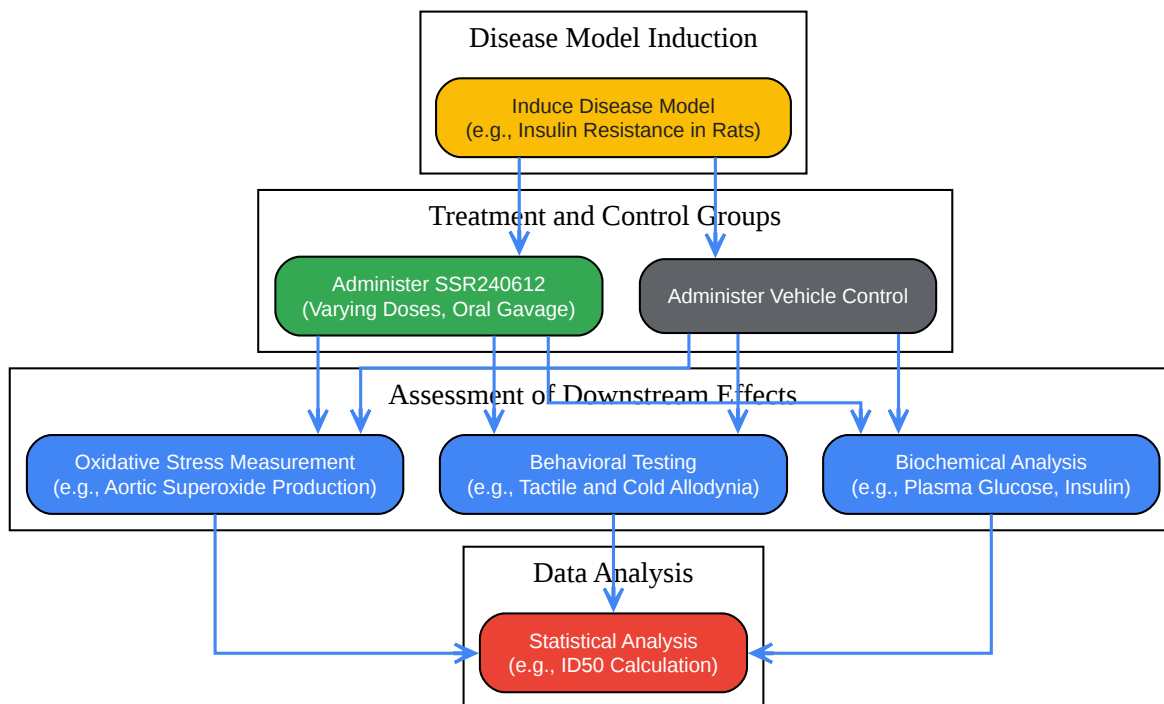 Disease Model Induction
Induce Disease Model
(e.g., Insulin Resistance in Rats)
Treatment and Control Groups
Administer SSR240612
(Varying Doses, Oral Gavage)
Administer Vehicle Control
Assessment of Downstream Effects
Oxidative Stress Measurement
(e.g., Aortic Superoxide Production)
Behavioral Testing
(e.g., Tactile and Cold Allodynia)
Biochemical Analysis
(e.g., Plasma Glucose, Insulin)
Data Analysis
Statistical Analysis
(e.g., ID50 Calculation)